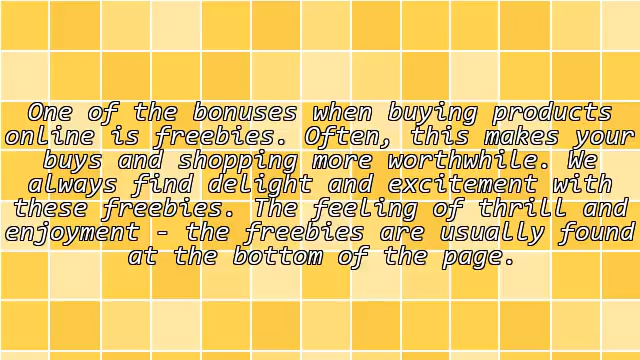 One of the bonuses when buying products
online is freebies. Often, this makes your
buys and shopping more worthwhile. We
always find delight and excitement with
these freebies. The feeling of thrill and
enjoyment - the freebies are usually found
at the bottom of the page.